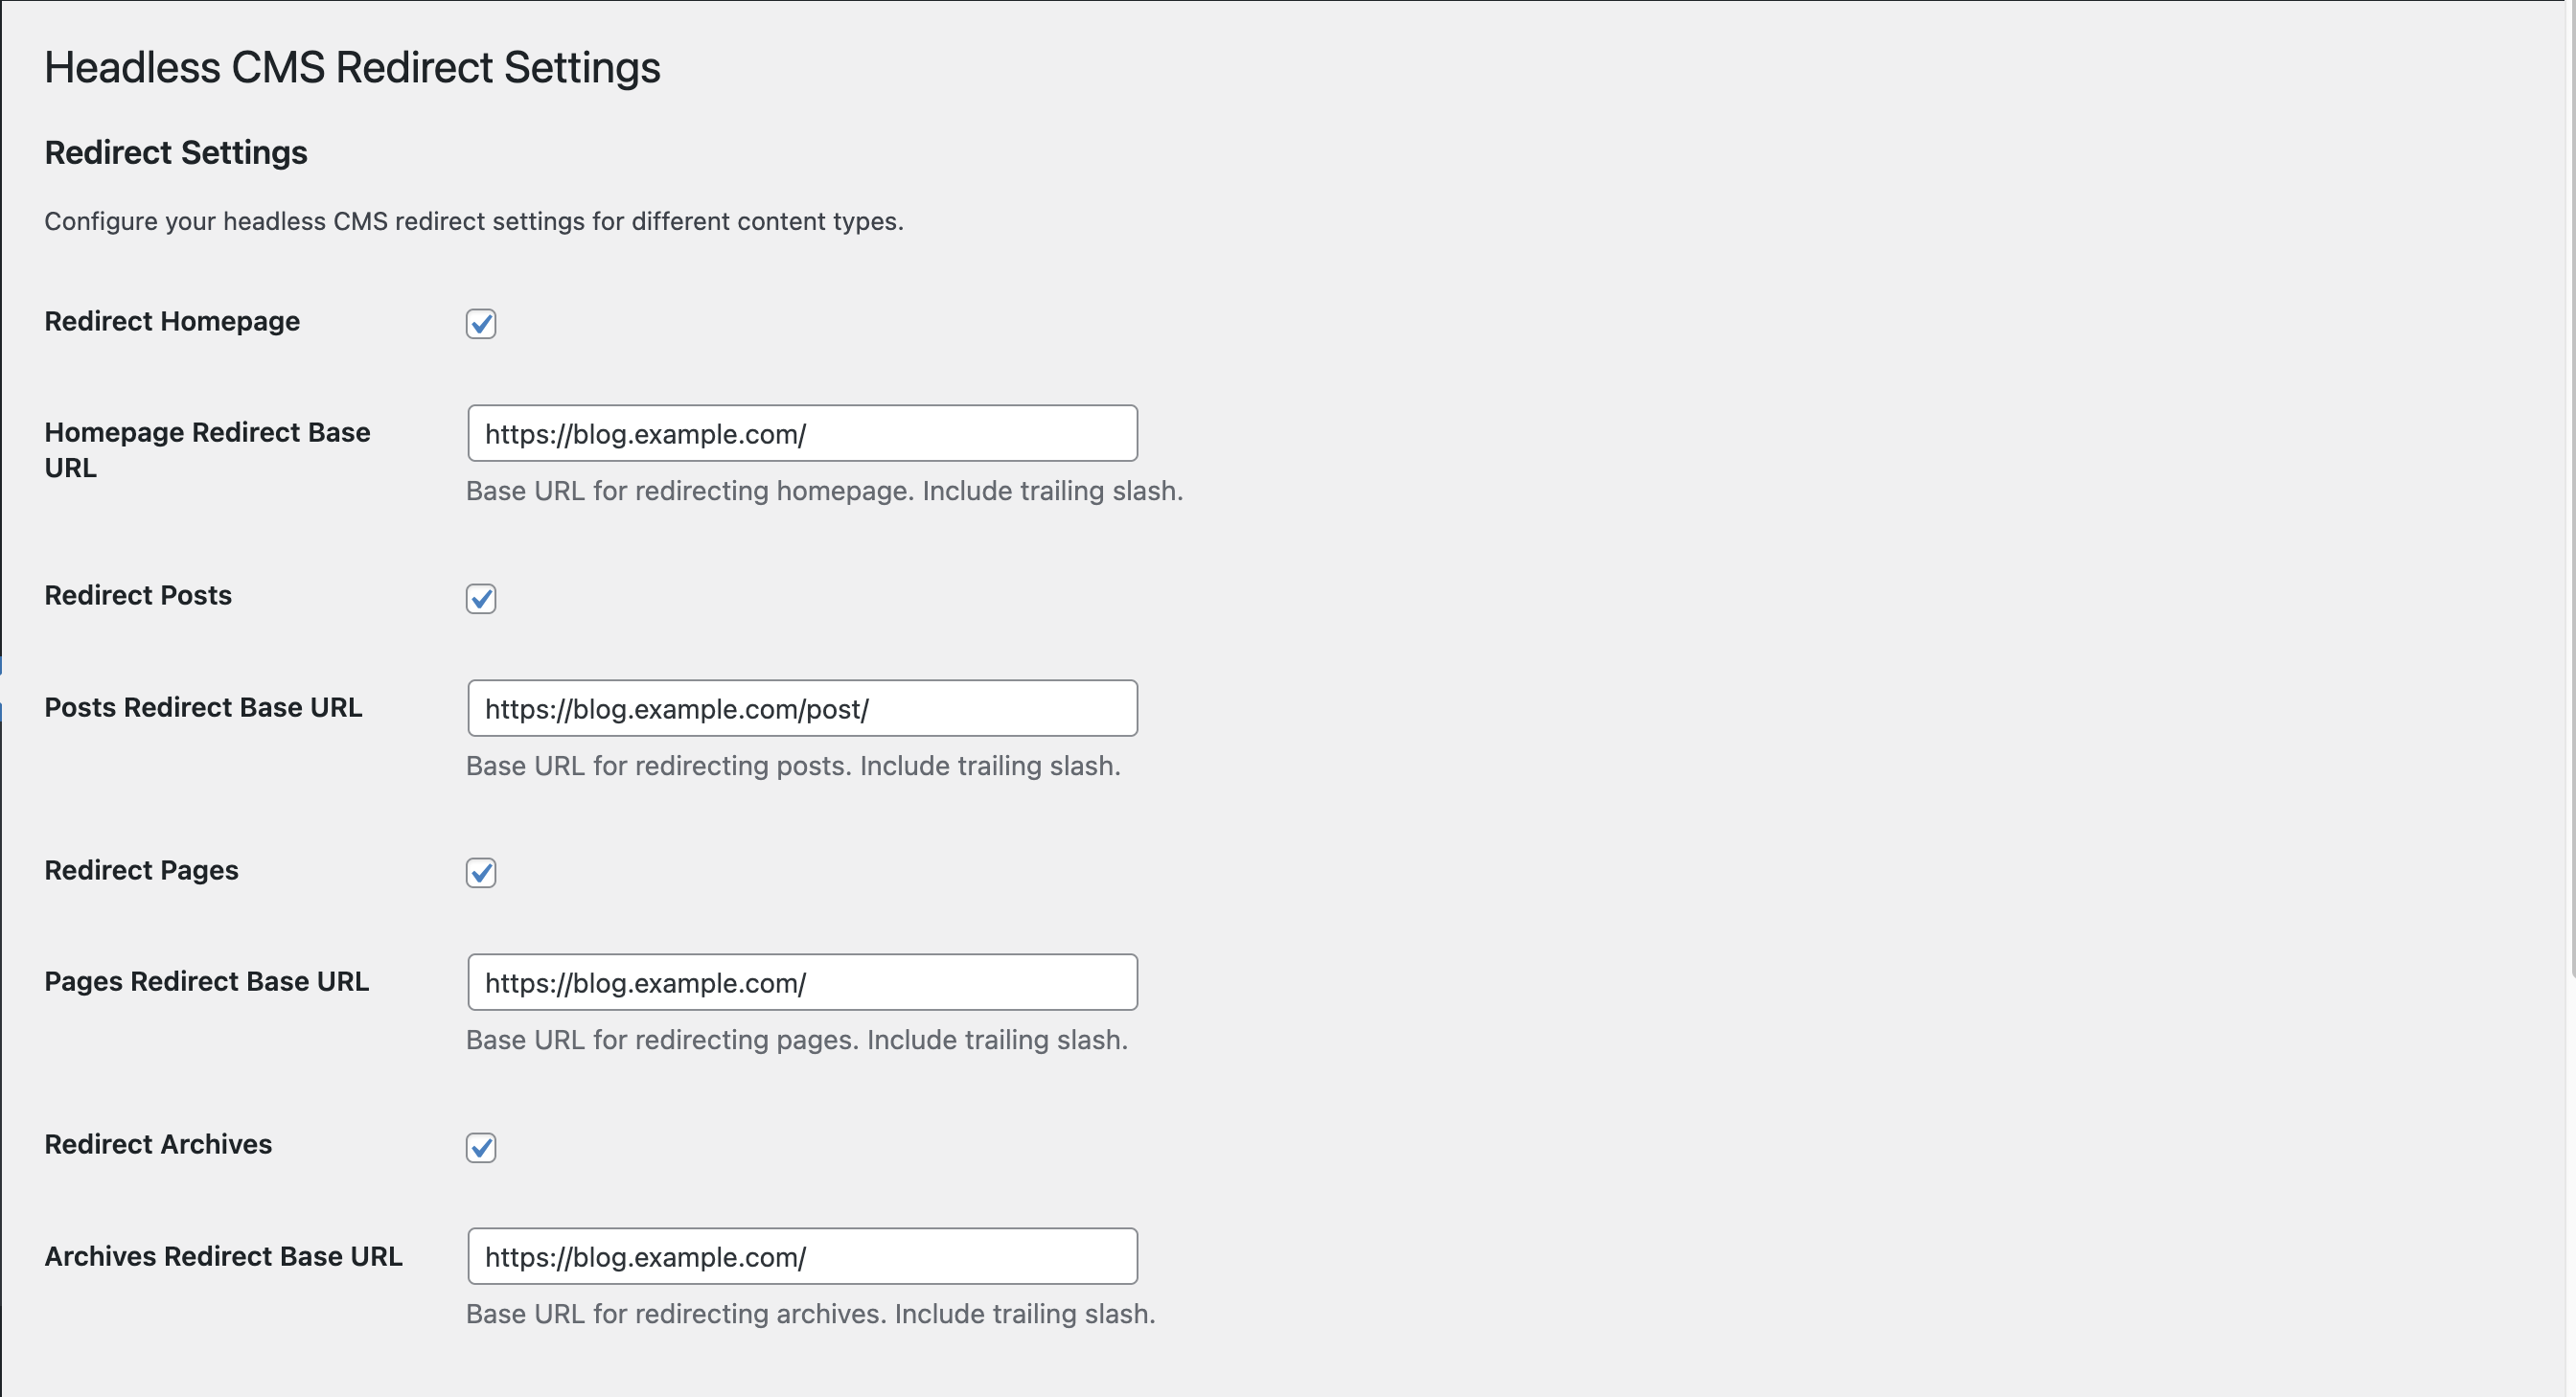 Headless CMS Redirect Settings
Redirect Settings
Configure your headless CMS redirect settings for different content types.
Redirect Homepage
Homepage Redirect Base
URL
https://blog.example.com/
Base URL for redirecting homepage. Include trailing slash.
Redirect Posts
Posts Redirect Base URL
https://blog.example.com/post/
Base URL for redirecting posts. Include trailing slash.
Redirect Pages
Pages Redirect Base URL
https://blog.example.com/
Base URL for redirecting pages. Include trailing slash.
Redirect Archives
Archives Redirect Base URL
https://blog.example.com/
Base URL for redirecting archives. Include trailing slash.